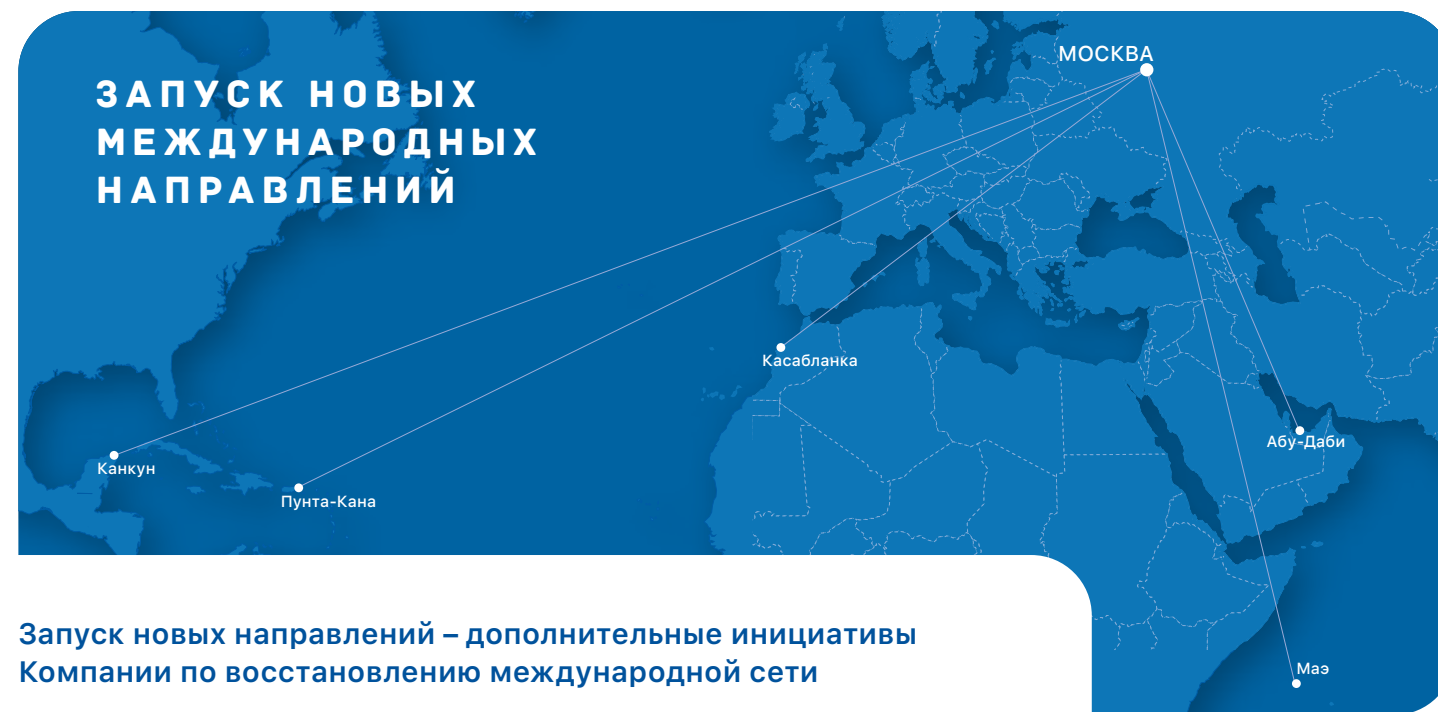 МОСКВА
ЗАПУСК НОВЫХ
МЕЖДУНАРОДНЫХ
НАПРАВЛЕНИЙ
Касабланка
Абу-Даби
Канкун
Пунта-Кана
Маэ
Запуск новых направлений – дополнительные инициативы
Компании по восстановлению международной сети